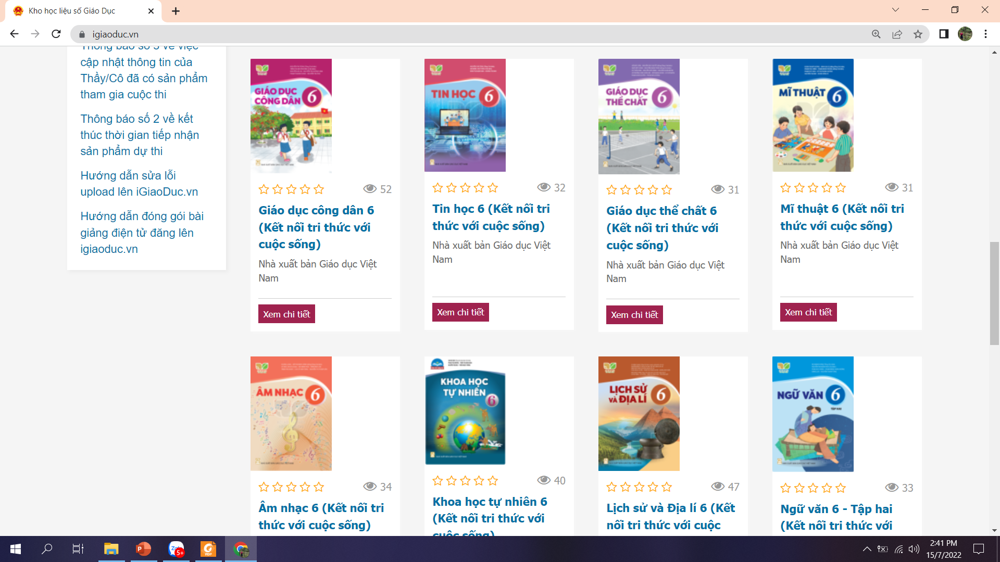 Kho học liệu số Giáo Dục
igiaoduc.vn
Thông báo số 3 về việc
cập nhật thông tin của
Thầy/Cô đã có sản phẩm
tham gia cuộc thi
Thông báo số 2 về kết
thúc thời gian tiếp nhận
sản phẩm dự thi
Hướng dẫn sửa lỗi
upload lên iGiaoDuc.vn
Hướng dẫn đóng gói bài
giảng điện tử đăng lên
igiaoduc.vn
GIÁO DỤC
CÔNG DÂN 6
52
Giáo dục công dân 6
(Kết nối tri thức với
cuộc sống)
Nhà xuất bản Giáo dục Việt
Nam
Xem chi tiết
TIN HỌC 6
32
Tin học 6 (Kết nối tri
thức với cuộc sống)
Nhà xuất bản Giáo dục Việt
Nam
Xem chi tiết
GIÁO DỤC
THỂ CHẤT 6
31
Giáo dục thể chất 6
(Kết nối tri thức với
cuộc sống)
Nhà xuất bản Giáo dục Việt
Nam
Xem chi tiết
MĨ THUẬT 6
31
Mĩ thuật 6 (Kết nối tri
thức với cuộc sống)
Nhà xuất bản Giáo dục Việt
Nam
Xem chi tiết
ÂM NHẠC 6
34
Âm nhạc 6 (Kết nối tri
thức với cuộc sống)
KHOA HỌC
TỰ NHIÊN 6
40
Khoa học tự nhiên 6
(Kết nối tri thức với
cuộc sống)
LỊCH SỬ
VÀ ĐỊA LÍ 6
47
Lịch sử và Địa lí 6 (Kết
nối tri thức với cuộc
NGỮ VĂN 6
TẬP HAI
33
Ngữ văn 6 - Tập hai
(Kết nối tri thức với
5+
PDF
2:41 PM
15/7/2022